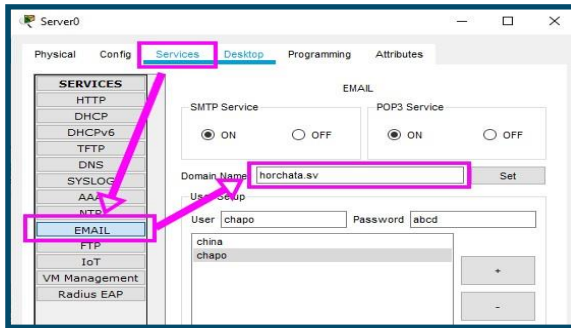 Server0
Physical Config Services Desktop Programming Attributes
SERVICES
HTTP
DHCP
DHCPv6
TFTP
DNS
SYSLOG
AAA
NTP
EMAIL
FTP
IoT
VM Management
Radius EAP
EMAIL
SMTP Service POP3 Service
ON OFF ON OFF
Domain Name: horchata.sv Set
User Setup
User chapo Password abcd
china
chapo
+
-